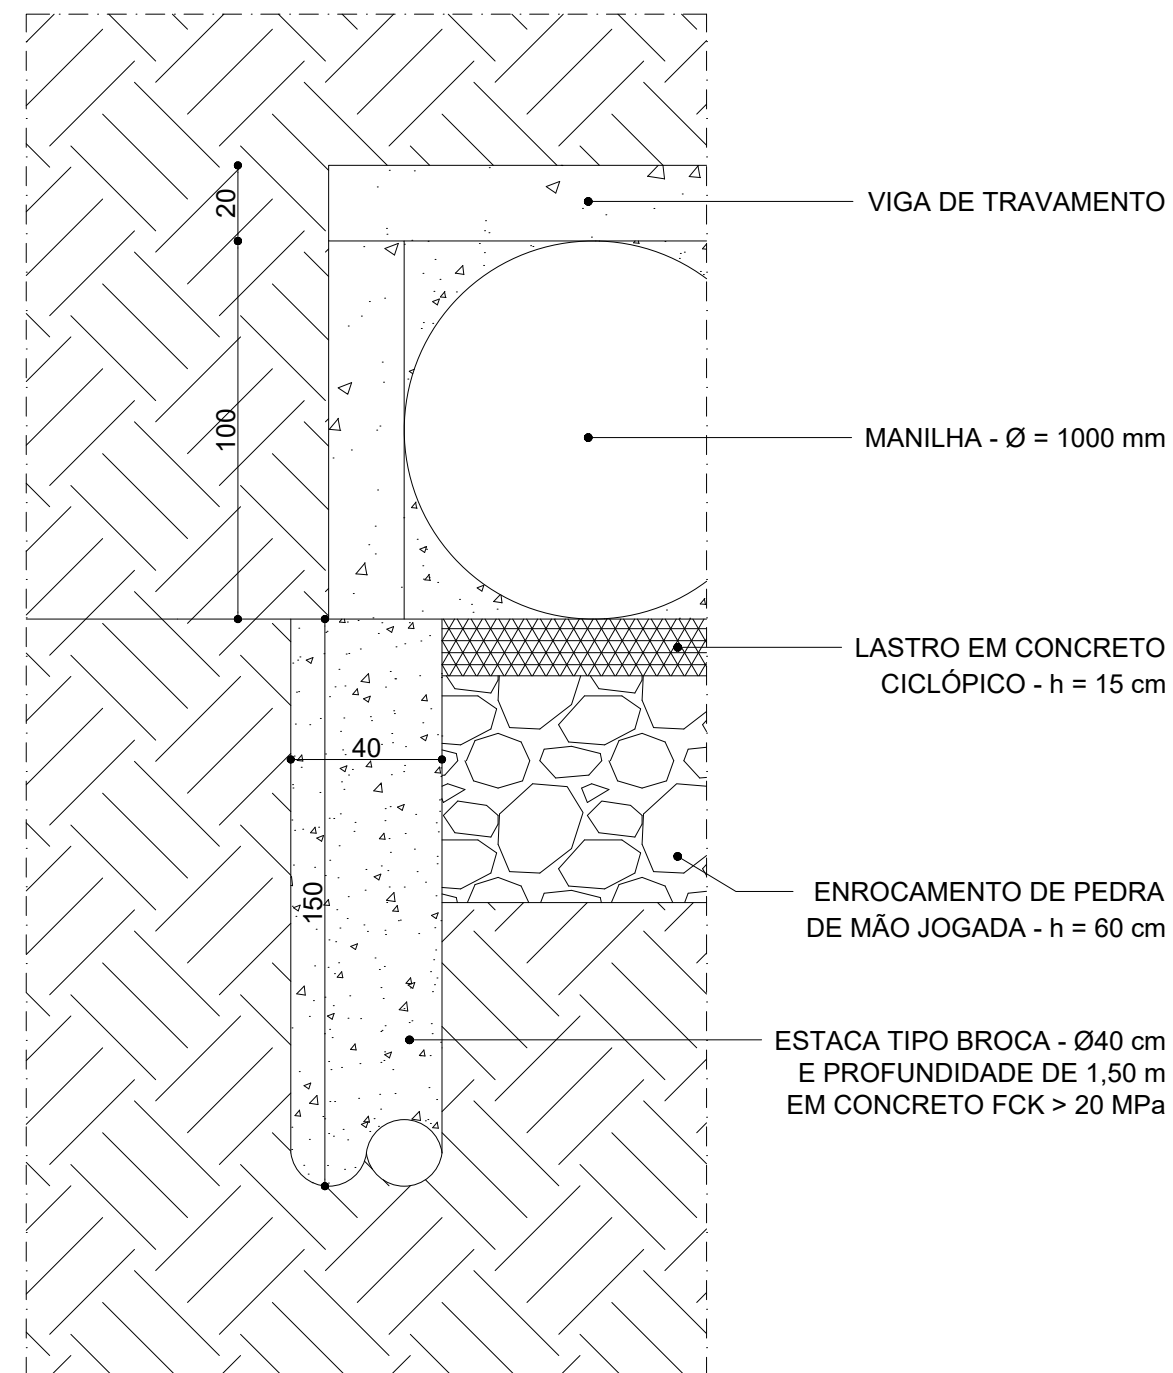 20
VIGA DE TRAVAMENTO
100
MANILHA - Ø = 1000 mm
LASTRO EM CONCRETO
CICLÓPICO - h = 15 cm
40
150
ENROCAMENTO DE PEDRA
DE MÃO JOGADA - h = 60 cm
ESTACA TIPO BROCA - Ø40 cm
E PROFUNDIDADE DE 1,50 m
EM CONCRETO FCK > 20 MPa